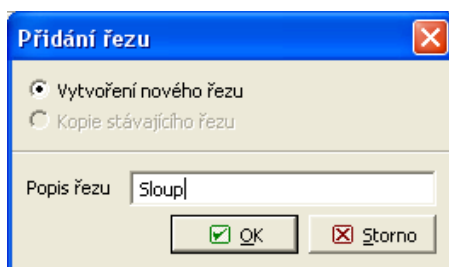 Přidání řezu
Vytvoření nového řezu
Kopie stávajícího řezu
Popis řezu Sloup
OK Storno